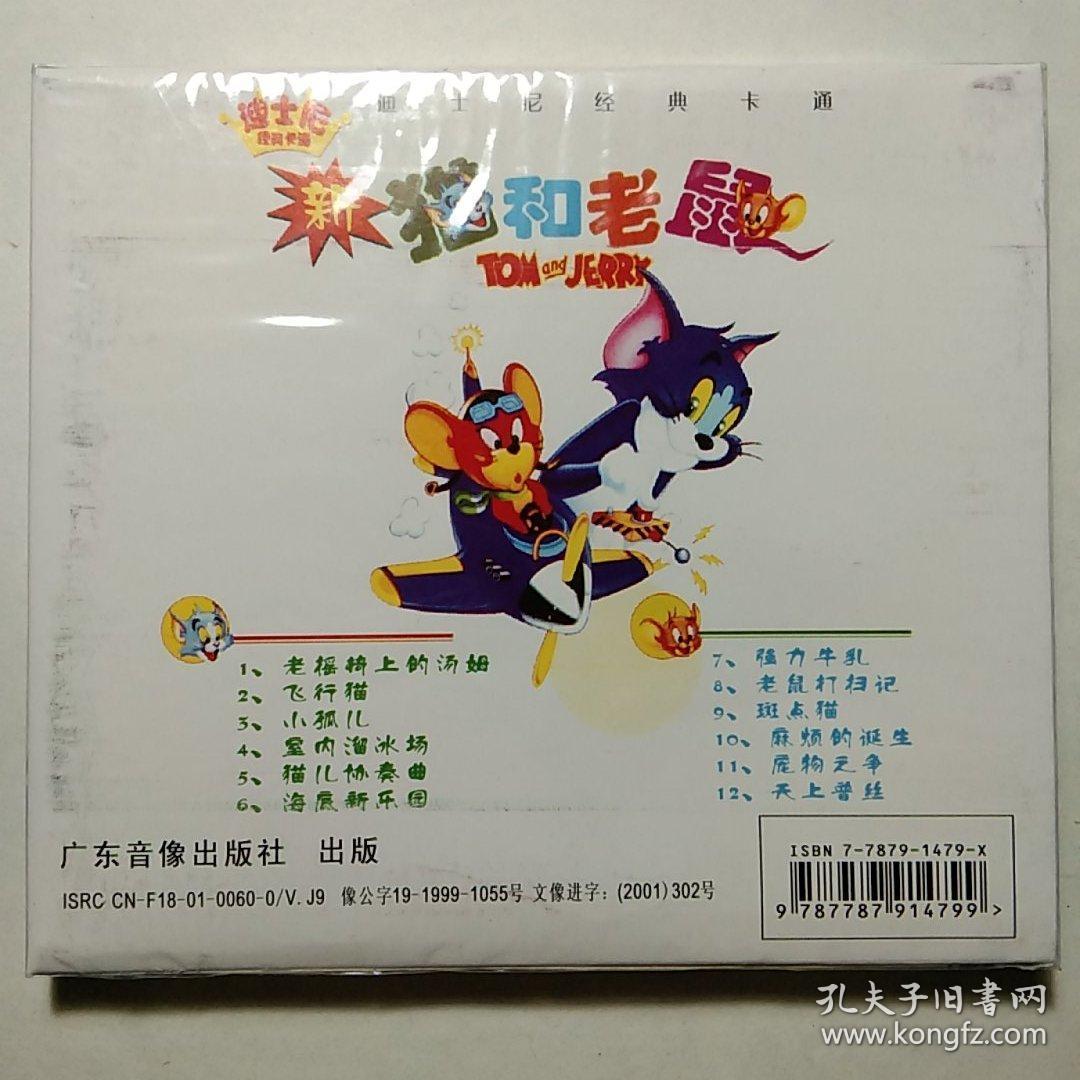 迪士尼经典卡通
迪士尼
经典卡通
新 猫和老鼠
TOM and JERRY
1、老摇椅上的汤姆
2、飞行猫
3、小孤儿
4、室内溜冰场
5、猫儿协奏曲
6、海底新乐园
7、强力牛乳
8、老鼠打扫记
9、斑点猫
10、麻烦的诞生
11、宠物之争
12、天上普丝
广东音像出版社 出版
ISRC CN-F18-01-0060-0/V.J9 像公字19-1999-1055号 文像进字：(2001)302号
ISBN 7-7879-1479-X
9 787787 914799 >
孔夫子旧書网
www.kongfz.com